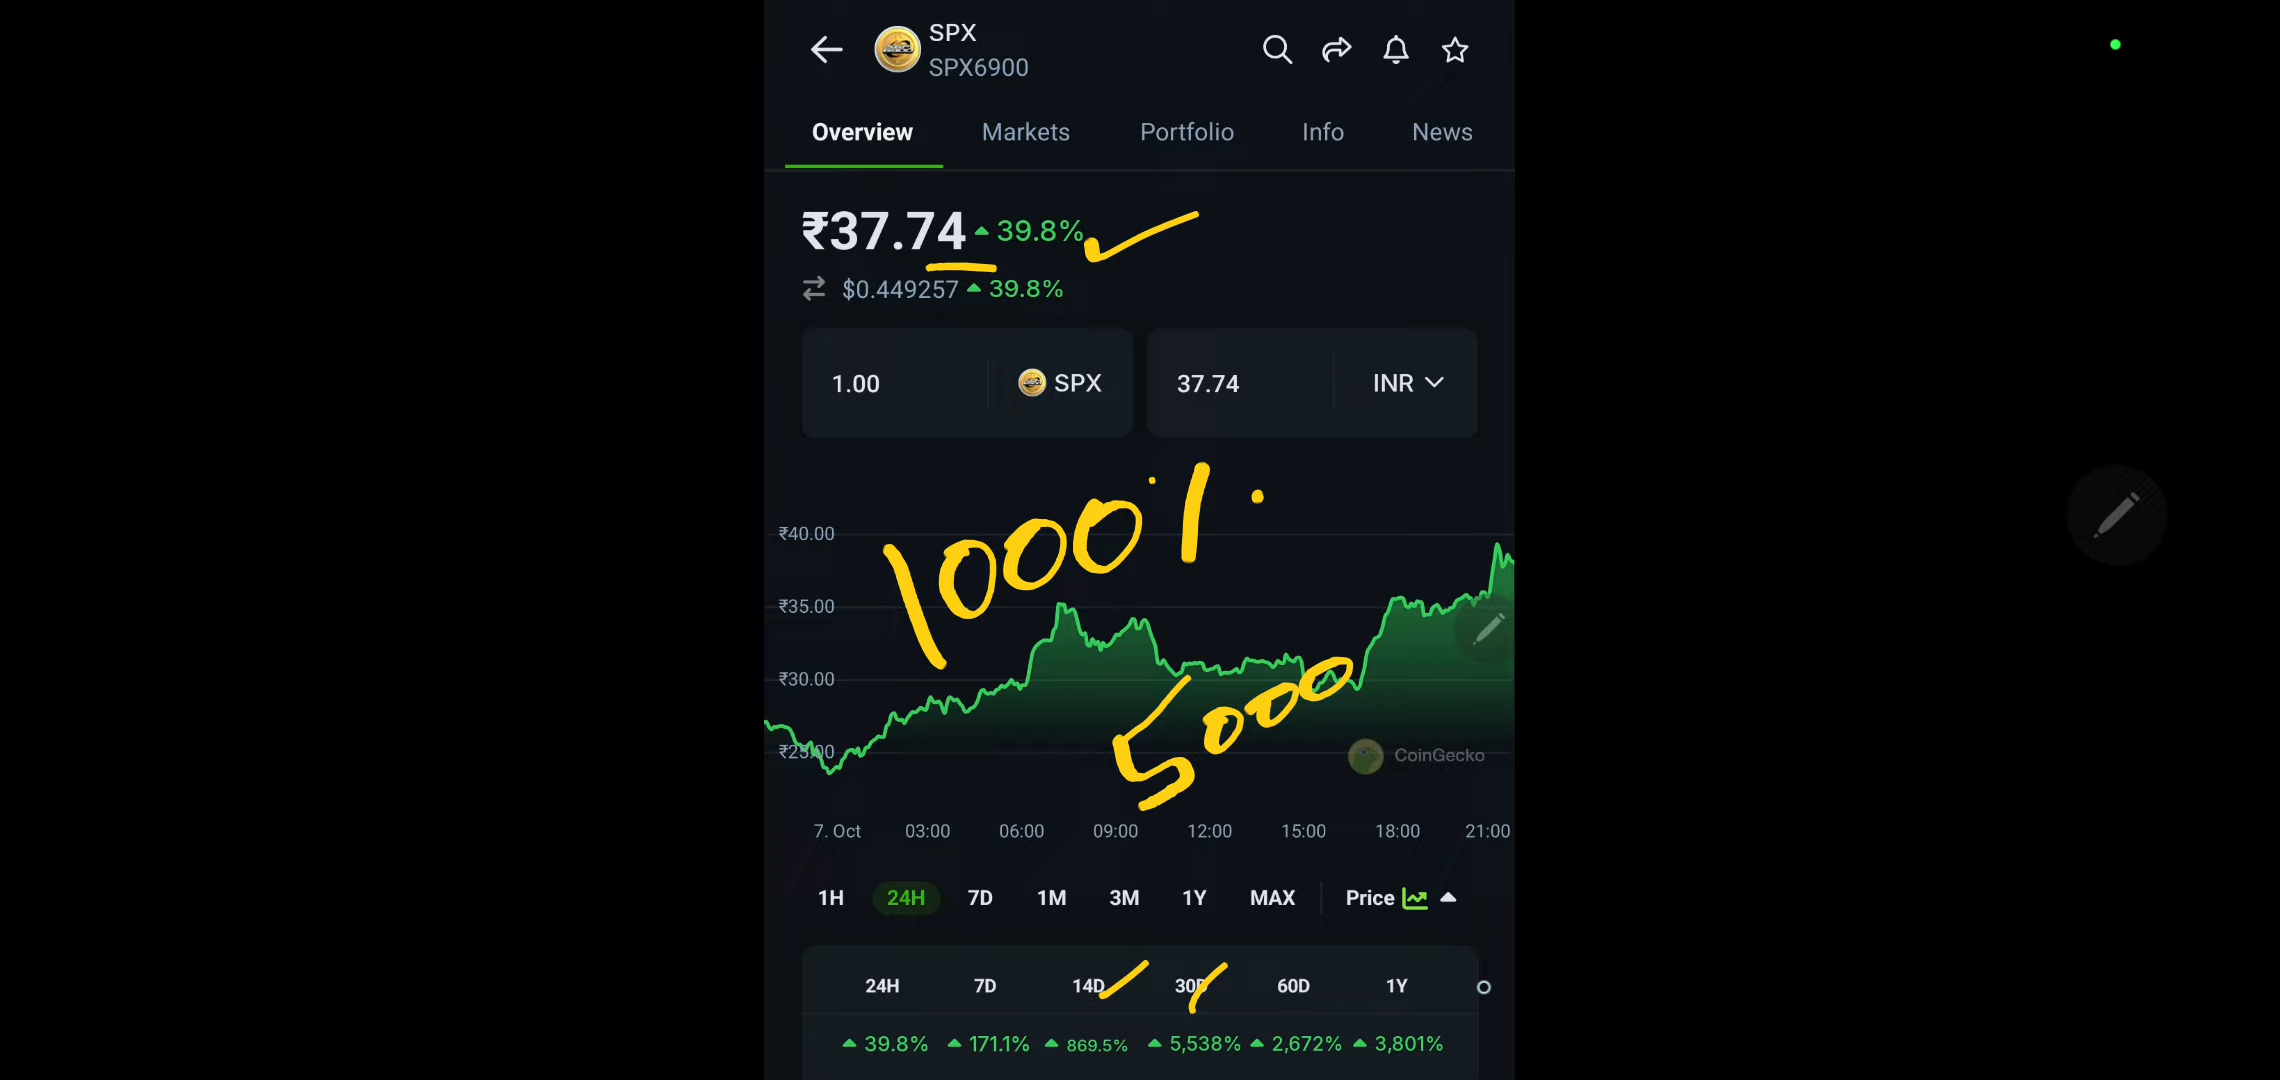 SPX
SPX6900
Overview Markets Portfolio Info News
₹37.74 39.8%
$0.449257 39.8%
1.00 SPX 37.74 INR
1000%
₹40.00
₹35.00
₹30.00
5000
₹25.00
CoinGecko
7. Oct 03:00 06:00 09:00 12:00 15:00 18:00 21:00
1H 24H 7D 1M 3M 1Y MAX Price
24H 7D 14D 30D 60D 1Y
39.8% 171.1% 869.5% 5,538% 2,672% 3,801%